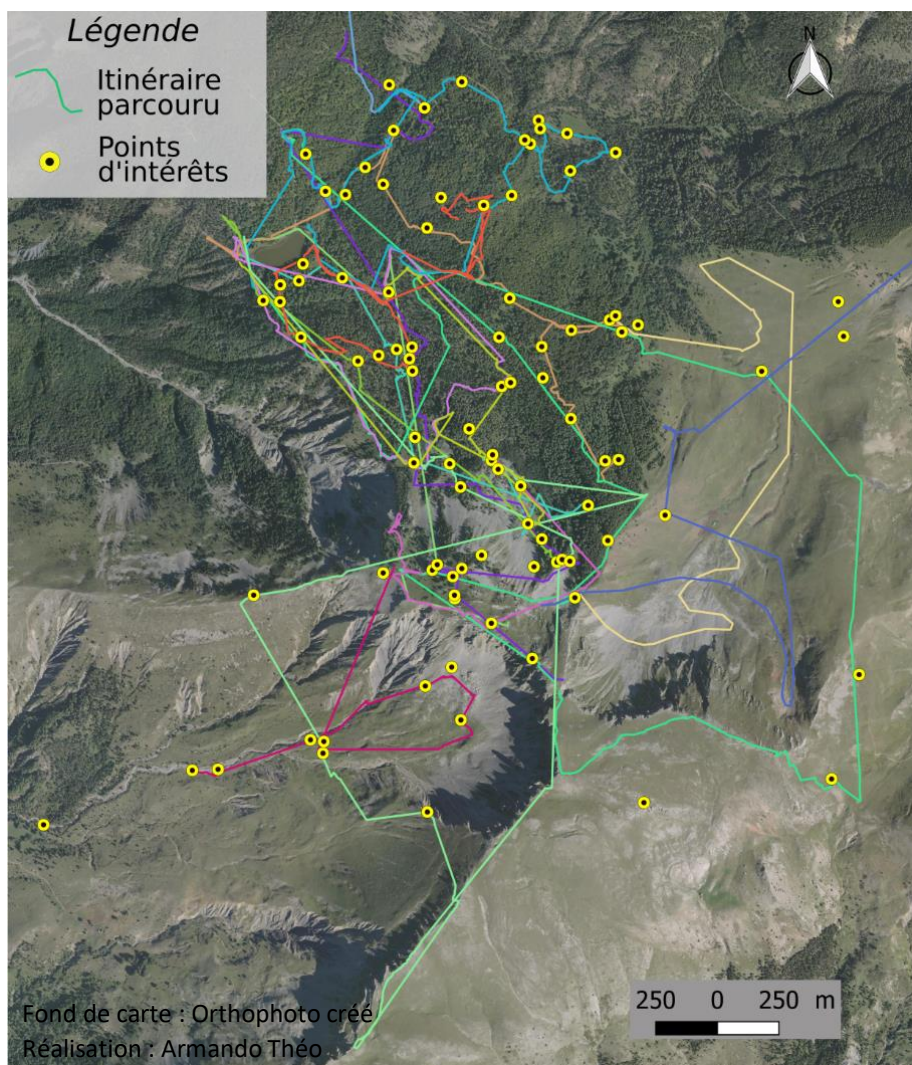 Légende
Itinéraire
parcouru
Points
d'intérêts
N
250 0 250 m
Fond de carte : Orthophoto créé
Réalisation : Armando Théo